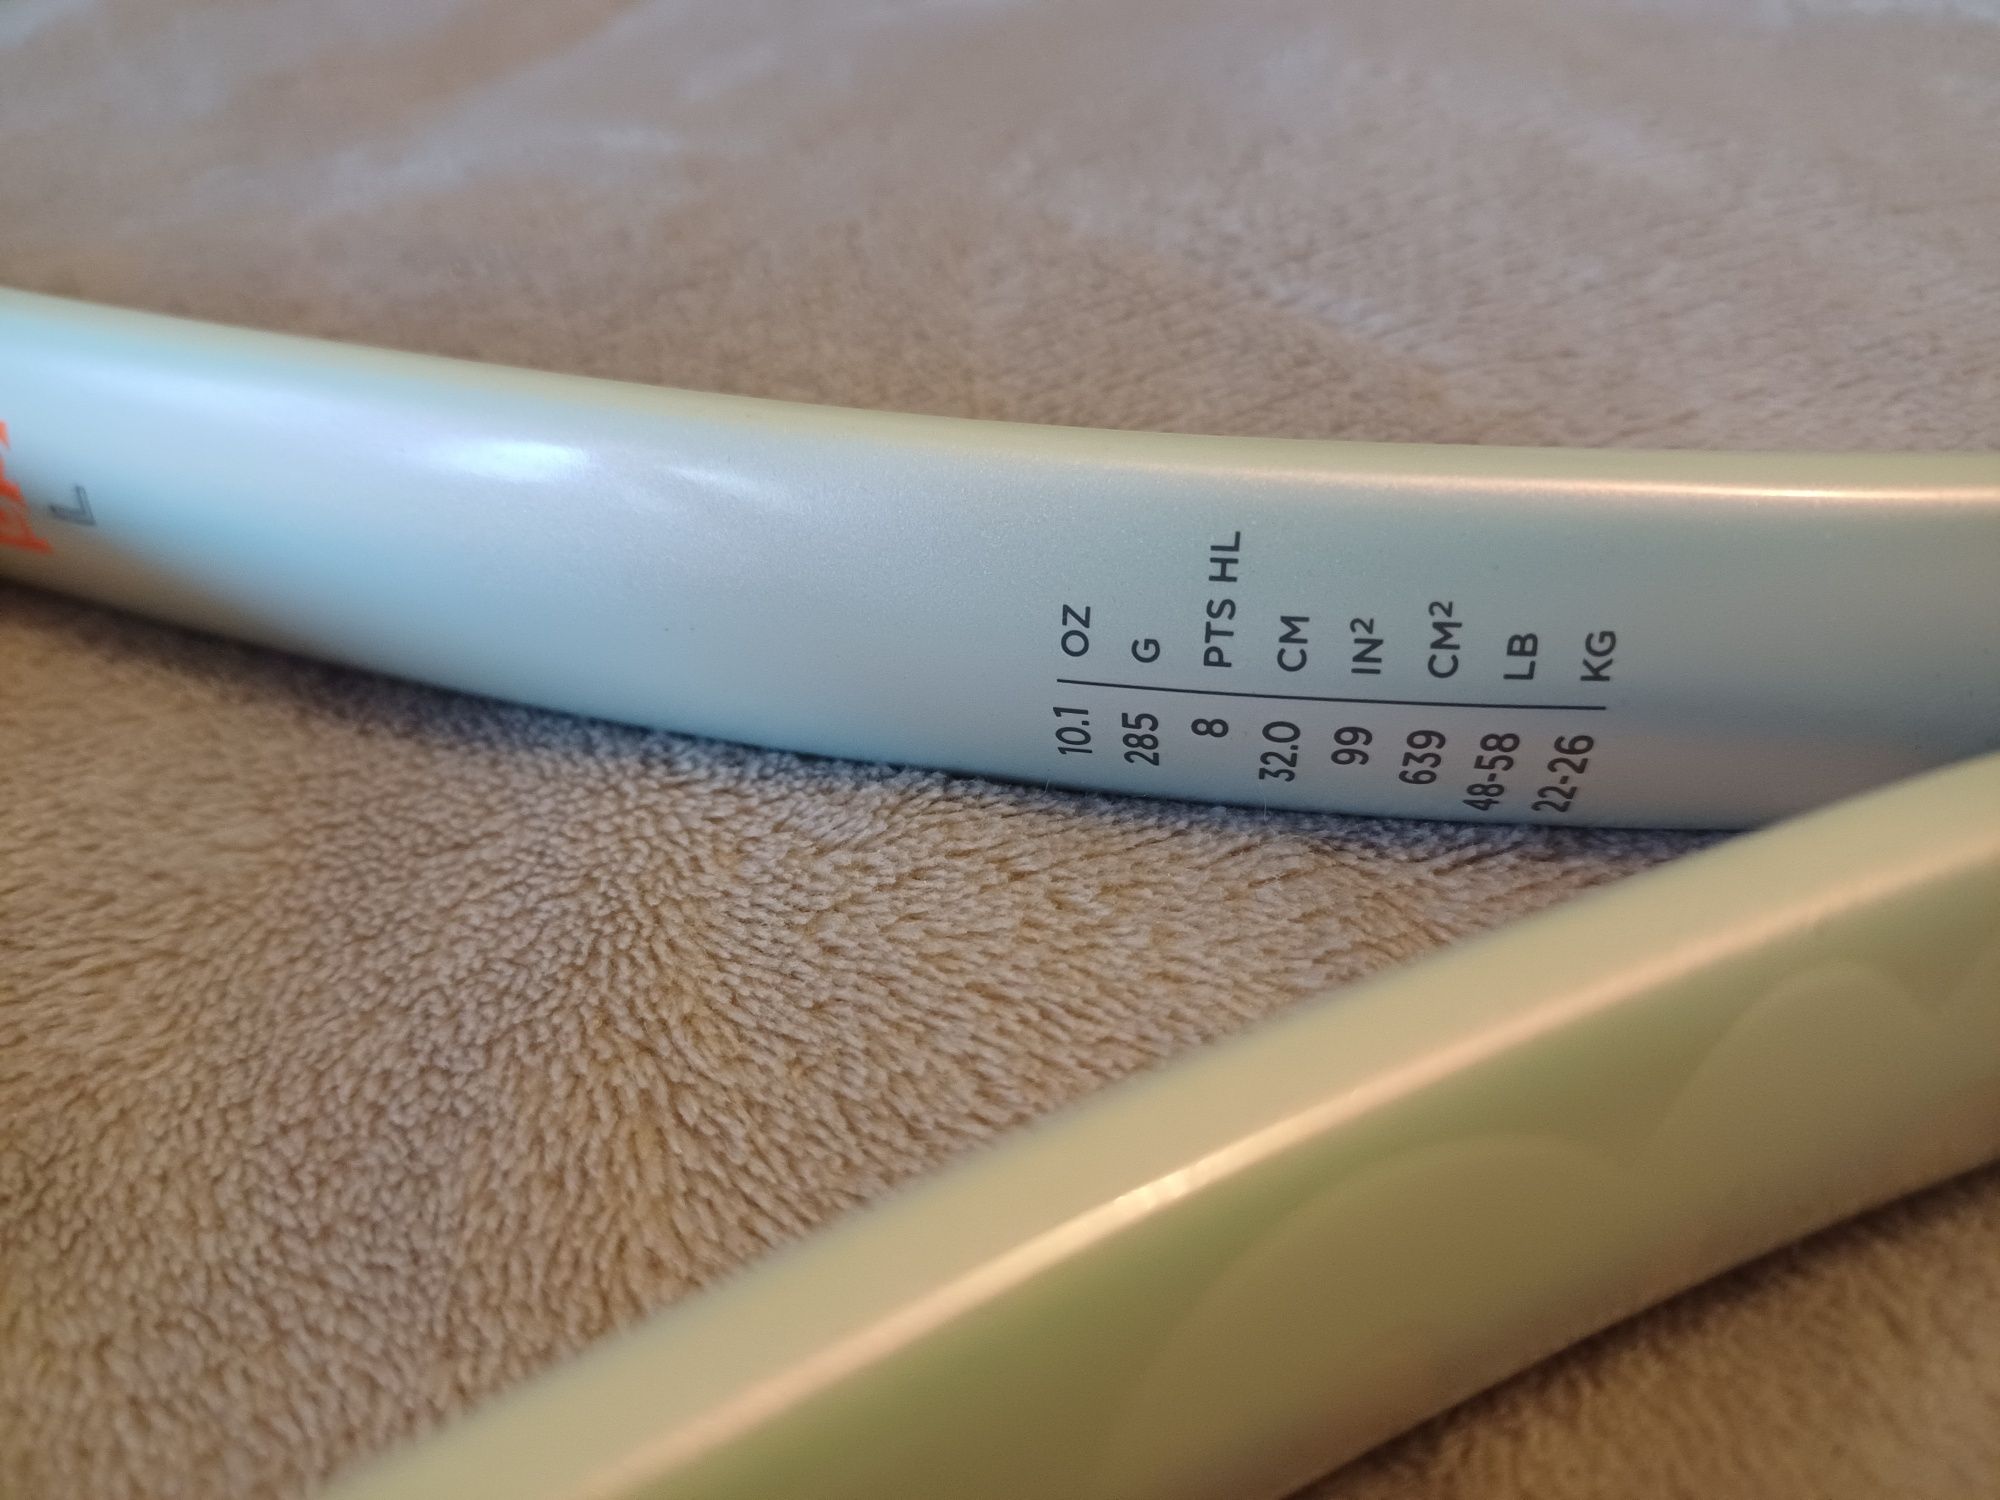 10.1 OZ
285 G
8 PTS HL
32.0 CM
99 IN²
639 CM²
48-58 LB
22-26 KG
L